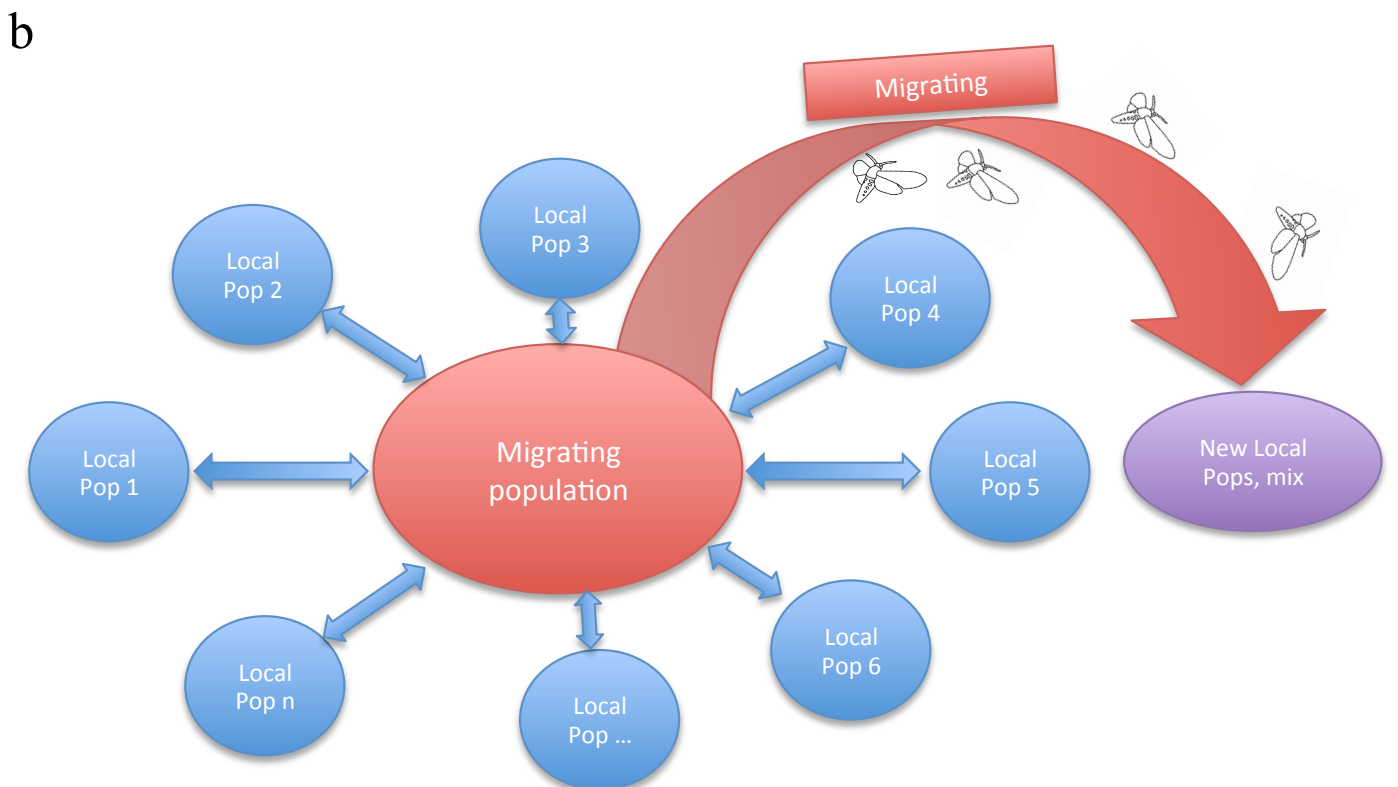 b
Migrating
Local
Pop 3
Local
Pop 2
Local
Pop 4
Local
Pop 1
Migrating
population
Local
Pop 5
New Local
Pops, mix
Local
Pop n
Local
Pop 6
Local
Pop ...